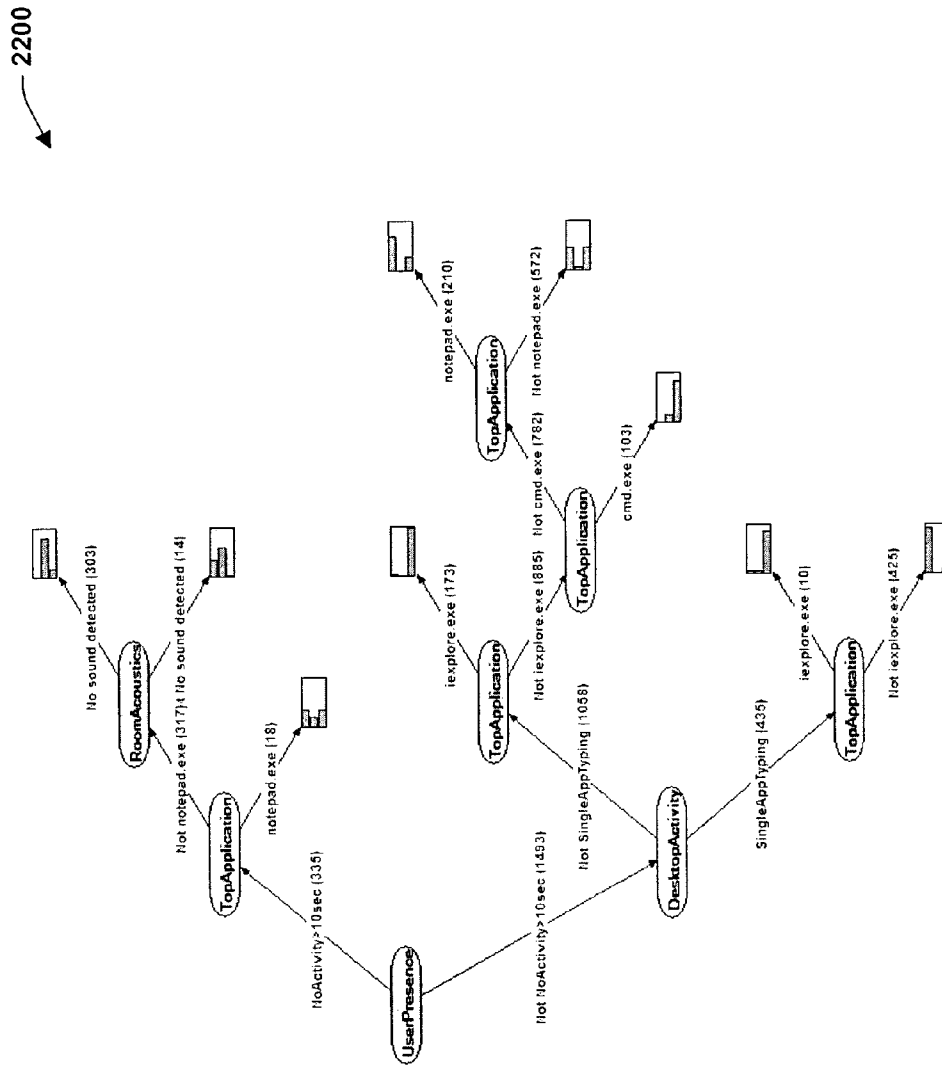 2200
UserPresence
NoActivity>10sec (335)
TopApplication
Not notepad.exe (317)
RoomAcoustics
No sound detected (303)
t No sound detected (14)
notepad.exe (18)
Not NoActivity>10sec (1493)
DesktopActivity
Not SingleAppTyping (1058)
TopApplication
iexplore.exe (173)
Not iexplore.exe (885)
TopApplication
Not cmd.exe (782)
TopApplication
notepad.exe (210)
Not notepad.exe (572)
cmd.exe (103)
SingleAppTyping (435)
TopApplication
iexplore.exe (10)
Not iexplore.exe (425)